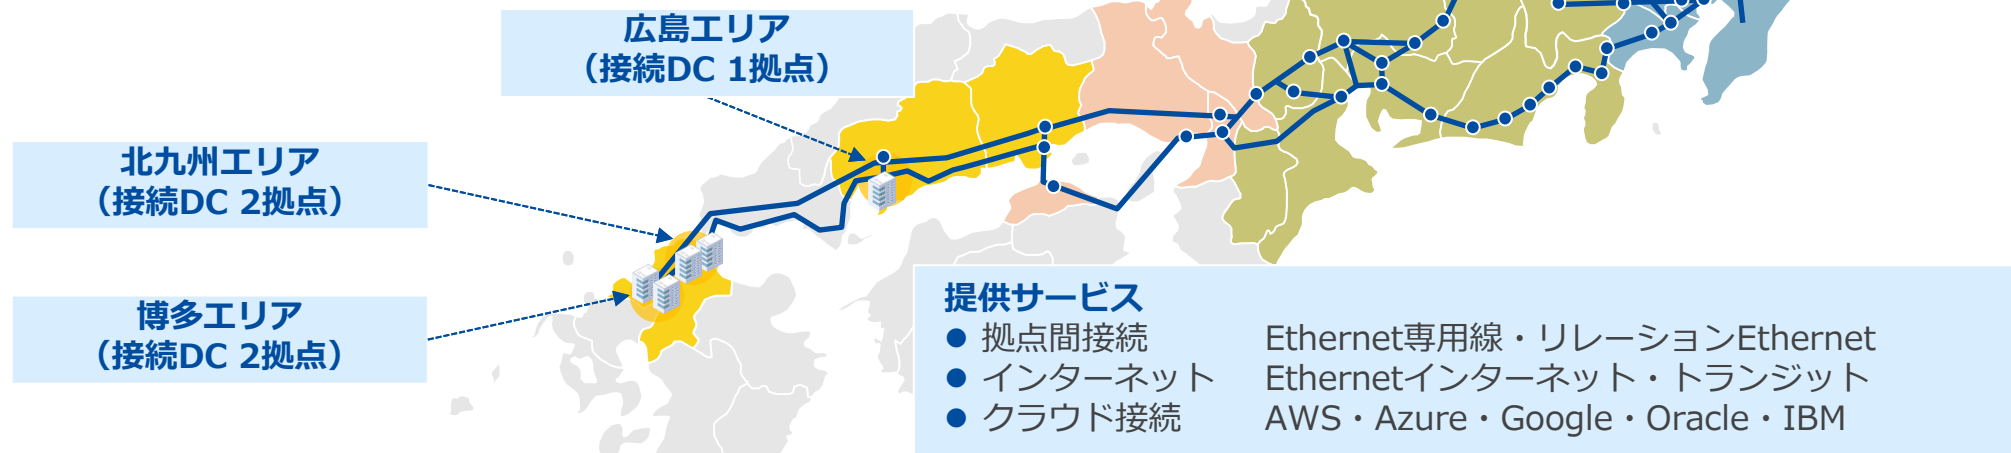 広島エリア
（接続DC 1拠点）
北九州エリア
（接続DC 2拠点）
博多エリア
（接続DC 2拠点）
提供サービス
● 拠点間接続 Ethernet専用線・リレーションEthernet
● インターネット Ethernetインターネット・トランジット
● クラウド接続 AWS・Azure・Google・Oracle・IBM